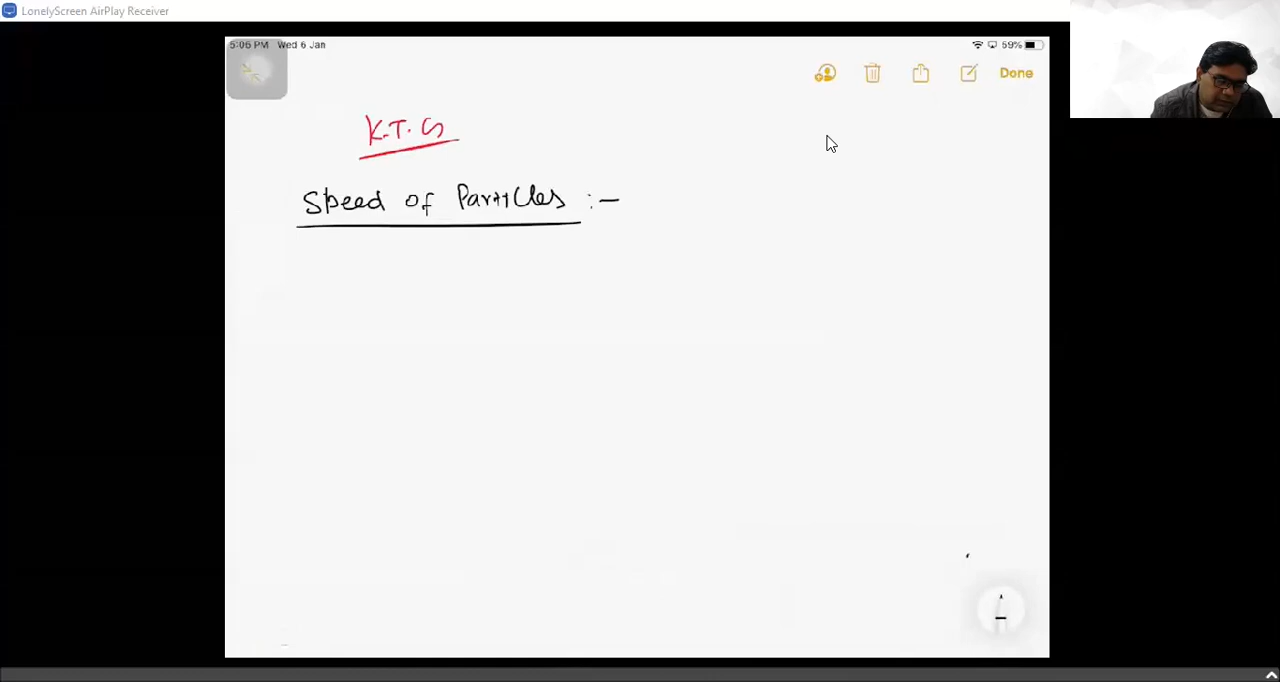 LonelyScreen AirPlay Receiver
5:06 PM Wed 6 Jan
59%
Done
K.T.G
Speed of Particles :-